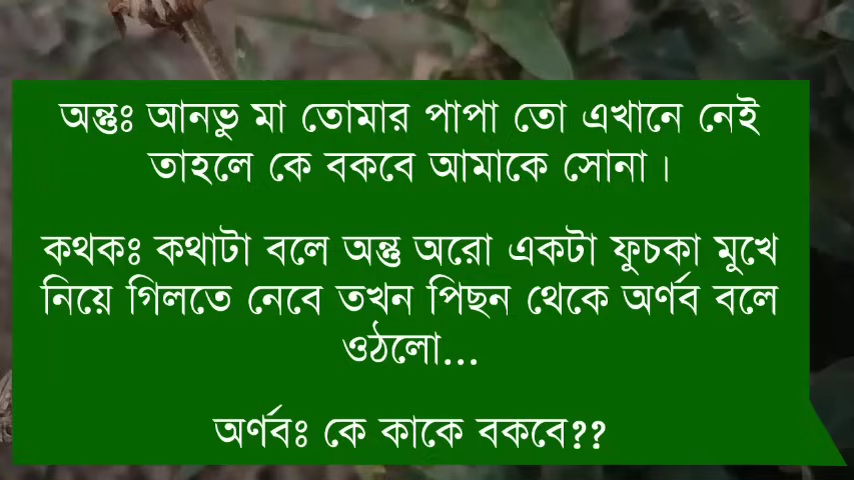 অন্তুঃ আনভু মা তোমার পাপা তো এখানে নেই
তাহলে কে বকবে আমাকে সোনা।
কথকঃ কথাটা বলে অন্তু অরো একটা ফুচকা মুখে
নিয়ে গিলতে নেবে তখন পিছন থেকে অর্ণব বলে
ওঠলো...
অর্ণবঃ কে কাকে বকবে??